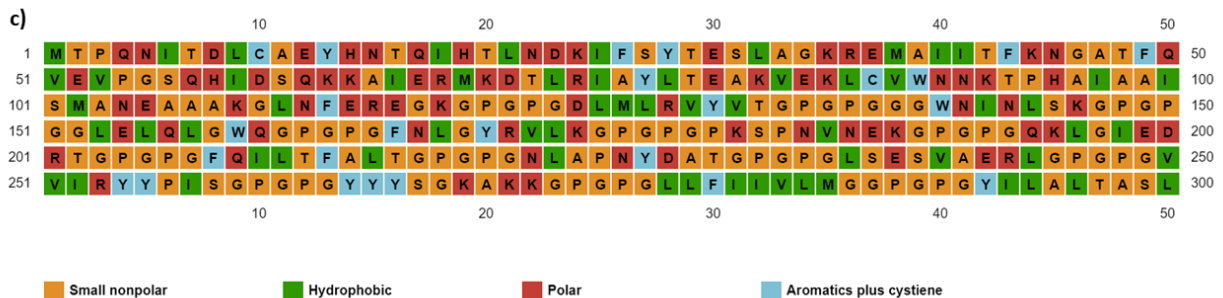 c)
10 20 30 40 50
1 M T P Q N I T D L C A E Y H N T Q I H T L N D K I F S Y T E S L A G K R E M A I I T F K N G A T F Q 50
51 V E V P G S Q H I D S Q K K A I E R M K D T L R I A Y L T E A K V E K L C V W N N K T P H A I A A I 100
101 S M A N E A A A K G L N F E R E G K G P G P G D L M L R V Y V T G P G P G G G W N I N L S K G P G P 150
151 G G L E L Q L G W Q G P G P G F N L G Y R V L K G P G P G P K S P N V N E K G P G P G Q K L G I E D 200
201 R T G P G P G F Q I L T F A L T G P G P G N L A P N Y D A T G P G P G L S E S V A E R L G P G P G V 250
251 V I R Y Y P I S G P G P G Y Y Y S G K A K K G P G P G L L F I I V L M G G P G P G Y I L A L T A S L 300
10 20 30 40 50
Small nonpolar Hydrophobic Polar Aromatics plus cystiene